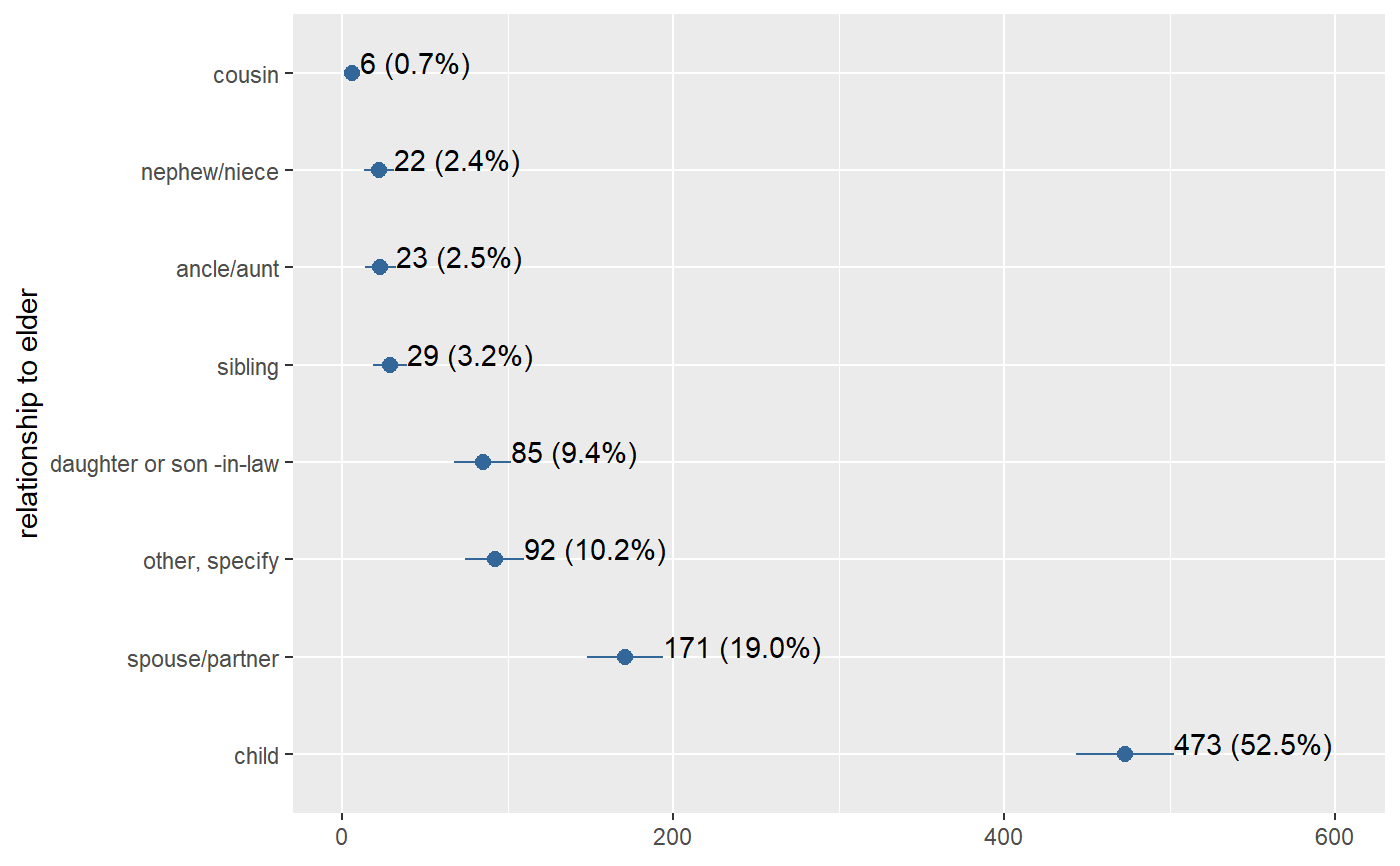 relationship to elder
cousin
6 (0.7%)
nephew/niece
22 (2.4%)
ancle/aunt
23 (2.5%)
sibling
29 (3.2%)
daughter or son -in-law
85 (9.4%)
other, specify
92 (10.2%)
spouse/partner
171 (19.0%)
child
473 (52.5%)
0
200
400
600